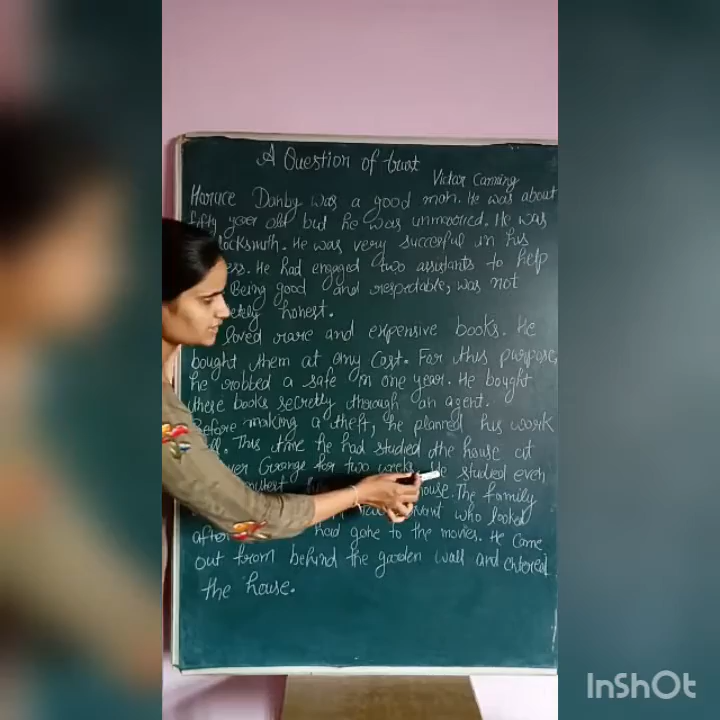 A Question of trust
Victor Canning
Horace Danby was a good man. He was about
fifty year old but he was unmarried. He was
locksmith. He was very succesful in his
He had engaged two assistants to help
Being good and respectable, was not
honest.
loved rare and expensive books. He
bought them at any cost. For this purpose,
he robbed a safe in one year. He bought
these books secretly thorough an agent.
Before making a theft, he planned his work
This time he had studied the house at
Grange for two weeks. He studied even
house. The family
who looked
after had gone to the movies. He came
out from behind the garden wall and entered
the house.
InShOt